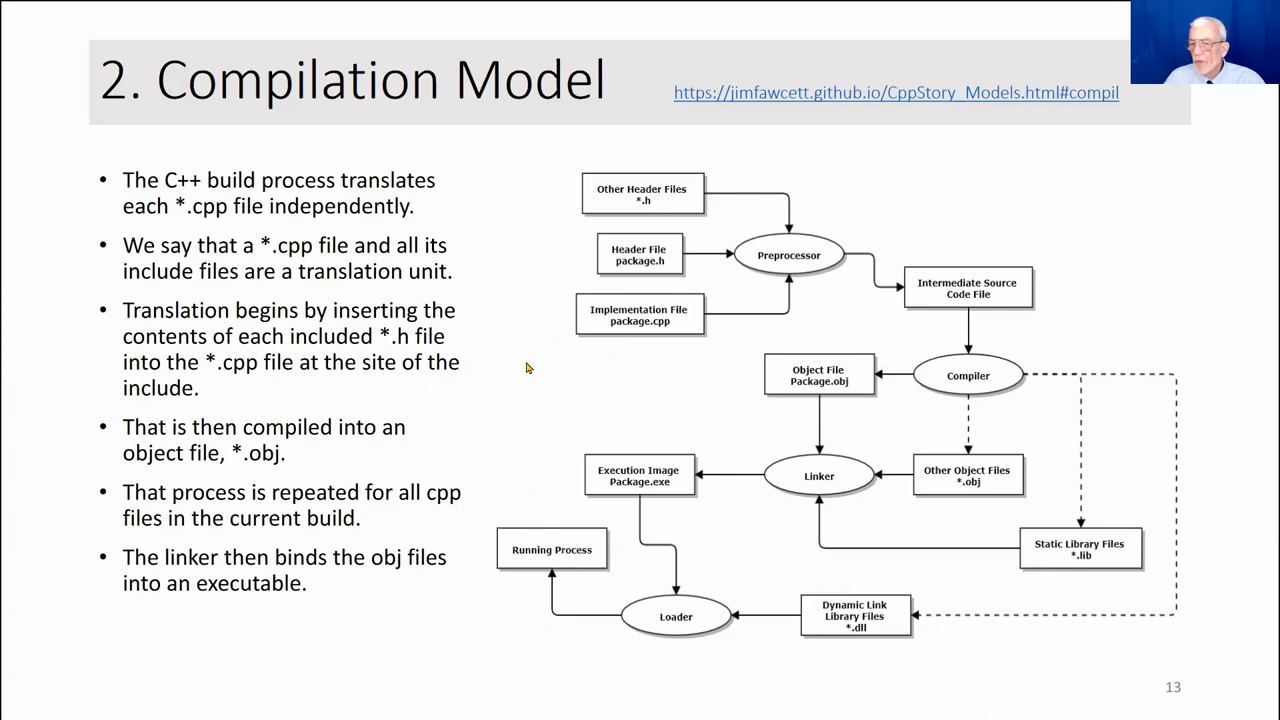 2. Compilation Model
https://jimfawcett.github.io/CppStory_Models.html#compil
• The C++ build process translates
each *.cpp file independently.
• We say that a *.cpp file and all its
include files are a translation unit.
• Translation begins by inserting the
contents of each included *.h file
into the *.cpp file at the site of the
include.
• That is then compiled into an
object file, *.obj.
• That process is repeated for all cpp
files in the current build.
• The linker then binds the obj files
into an executable.
Other Header Files
*.h
Header File
package.h
Preprocessor
Implementation File
package.cpp
Intermediate Source
Code File
Object File
Package.obj
Compiler
Execution Image
Package.exe
Linker
Other Object Files
*.obj
Running Process
Static Library Files
*.lib
Loader
Dynamic Link
Library Files
*.dll
13